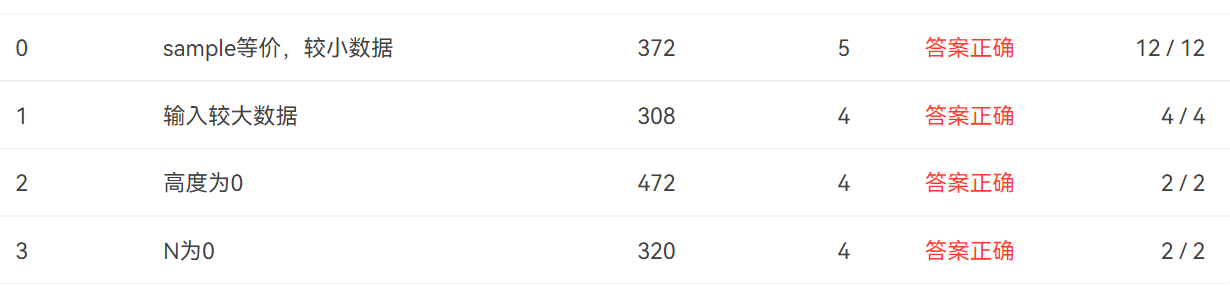 0 sample等价，较小数据 372 5 答案正确 12 / 12
1 输入较大数据 308 4 答案正确 4 / 4
2 高度为0 472 4 答案正确 2 / 2
3 N为0 320 4 答案正确 2 / 2